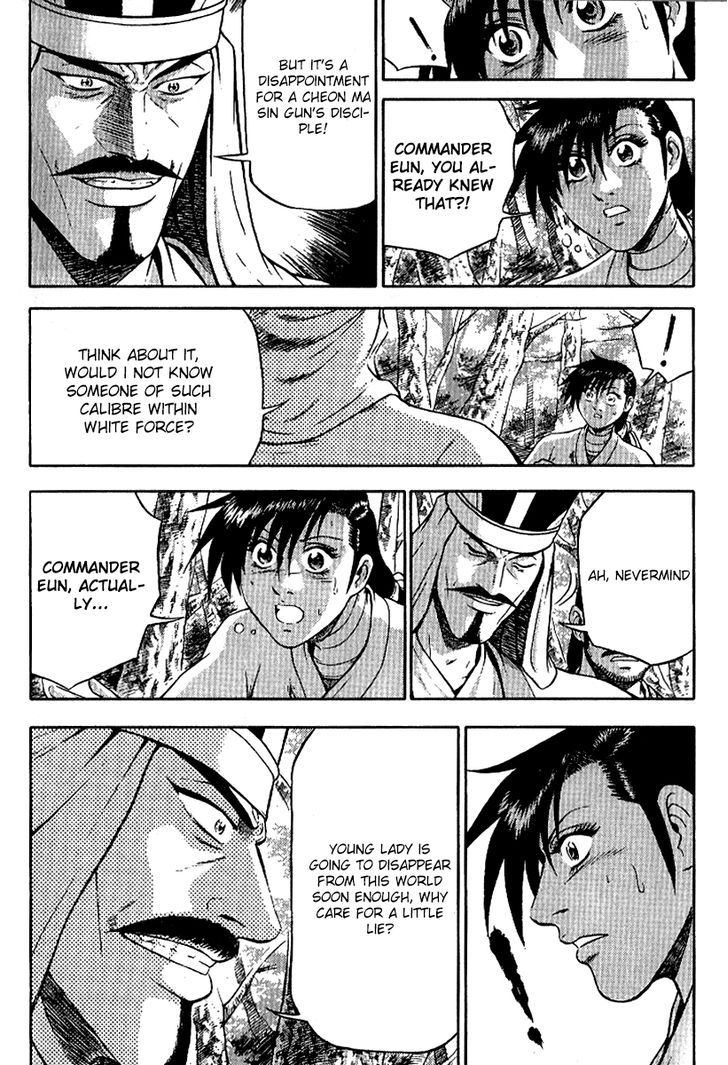 BUT IT'S A
DISAPPOINTMENT
FOR A CHEON MA
SIN GUN'S DISCI-
PLE!
!
COMMANDER
EUN, YOU AL-
READY KNEW
THAT?!
THINK ABOUT IT,
WOULD I NOT KNOW
SOMEONE OF SUCH
CALIBRE WITHIN
WHITE FORCE?
!
COMMANDER
EUN, ACTUAL-
LY...
AH, NEVERMIND
YOUNG LADY IS
GOING TO DISAPPEAR
FROM THIS WORLD
SOON ENOUGH, WHY
CARE FOR A LITTLE
LIE?
!